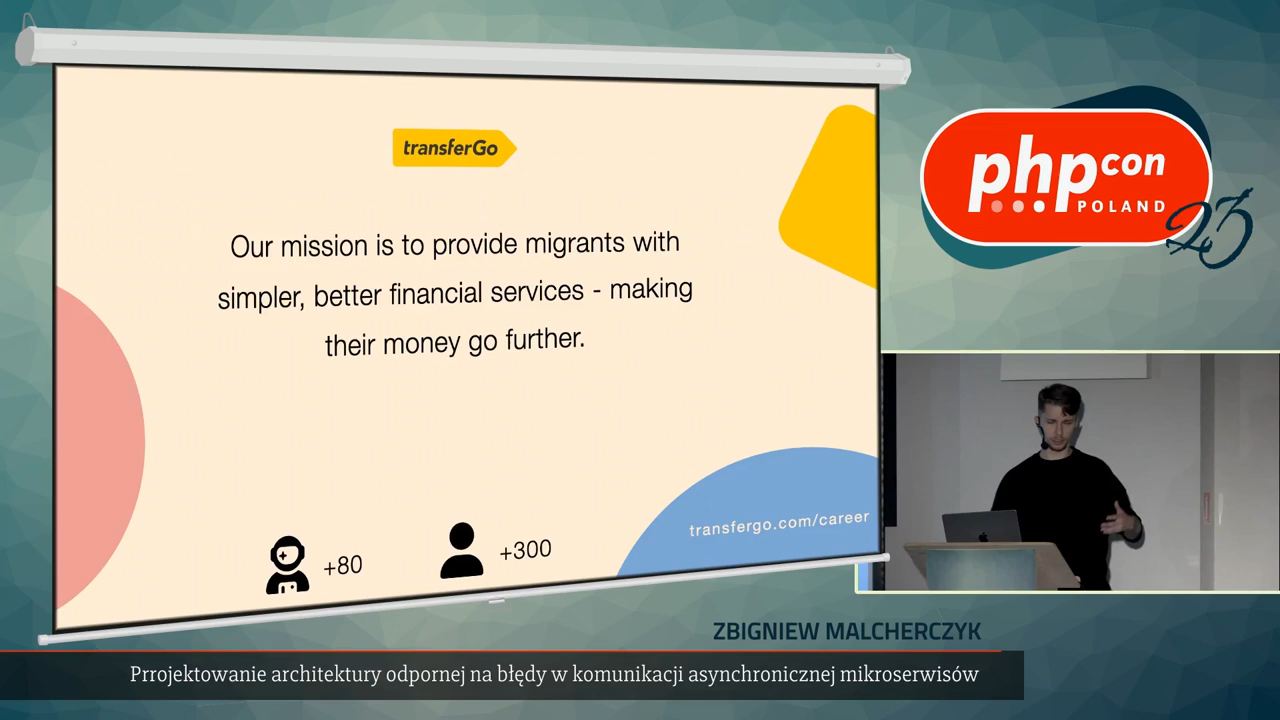 transferGo
Our mission is to provide migrants with
simpler, better financial services - making
their money go further.
+80
+300
transfergo.com/career
phpcon
POLAND
23
ZBIGNIEW MALCHERCZYK
Prrojektowanie architektury odpornej na błędy w komunikacji asynchronicznej mikroserwisów